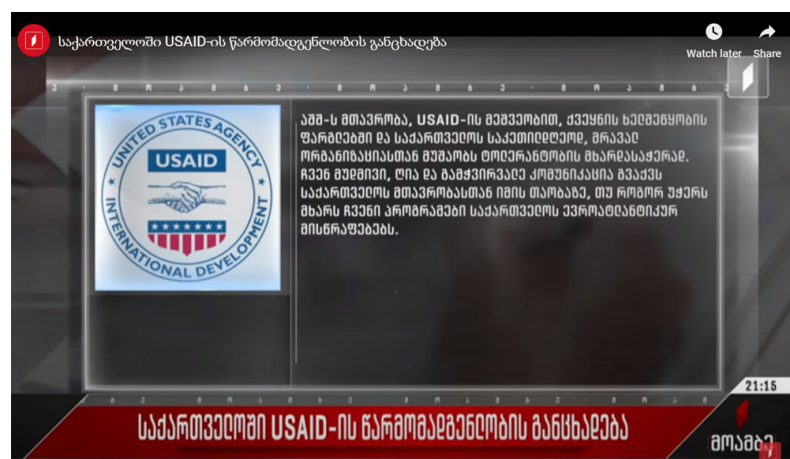 საქართველოში USAID-ის წარმომადგენლობის განცხადება
Watch later
Share
UNITED STATES AGENCY
USAID
INTERNATIONAL DEVELOPMENT
აშშ-ს მთავრობა, USAID-ის მეშვეობით, ქვეყნის ხელშეწყობის
ფარგლებში და საქართველოს საკეთილდღეოდ, მრავალ
ორგანიზაციასთან მუშაობს ტოლერანტობის მხარდასაჭერად.
ჩვენ მუდმივი, ღია და გამჭვირვალე კომუნიკაცია გვაქვს
საქართველოს მთავრობასთან იმის თაობაზე, თუ როგორ უჭერს
მხარს ჩვენი პროგრამები საქართველოს ევროატლანტიკურ
მისწრაფებებს.
21:15
საქართველოში USAID-ის წარმომადგენლობის განცხადება
მოამბე